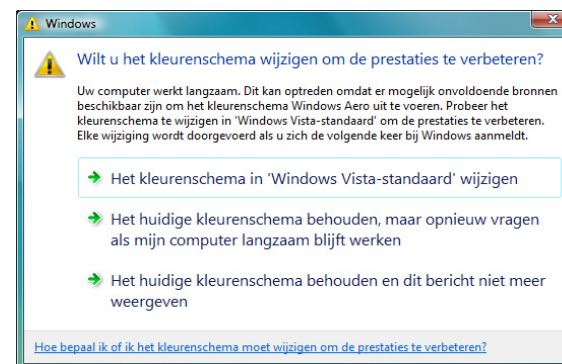 Windows
Wilt u het kleurenschema wijzigen om de prestaties te verbeteren?
Uw computer werkt langzaam. Dit kan optreden omdat er mogelijk onvoldoende bronnen
beschikbaar zijn om het kleurenschema Windows Aero uit te voeren. Probeer het
kleurenschema te wijzigen in 'Windows Vista-standaard' om de prestaties te verbeteren.
Elke wijziging wordt doorgevoerd als u zich de volgende keer bij Windows aanmeldt.
Het kleurenschema in 'Windows Vista-standaard' wijzigen
Het huidige kleurenschema behouden, maar opnieuw vragen
als mijn computer langzaam blijft werken
Het huidige kleurenschema behouden en dit bericht niet meer
weergeven
Hoe bepaal ik of ik het kleurenschema moet wijzigen om de prestaties te verbeteren?